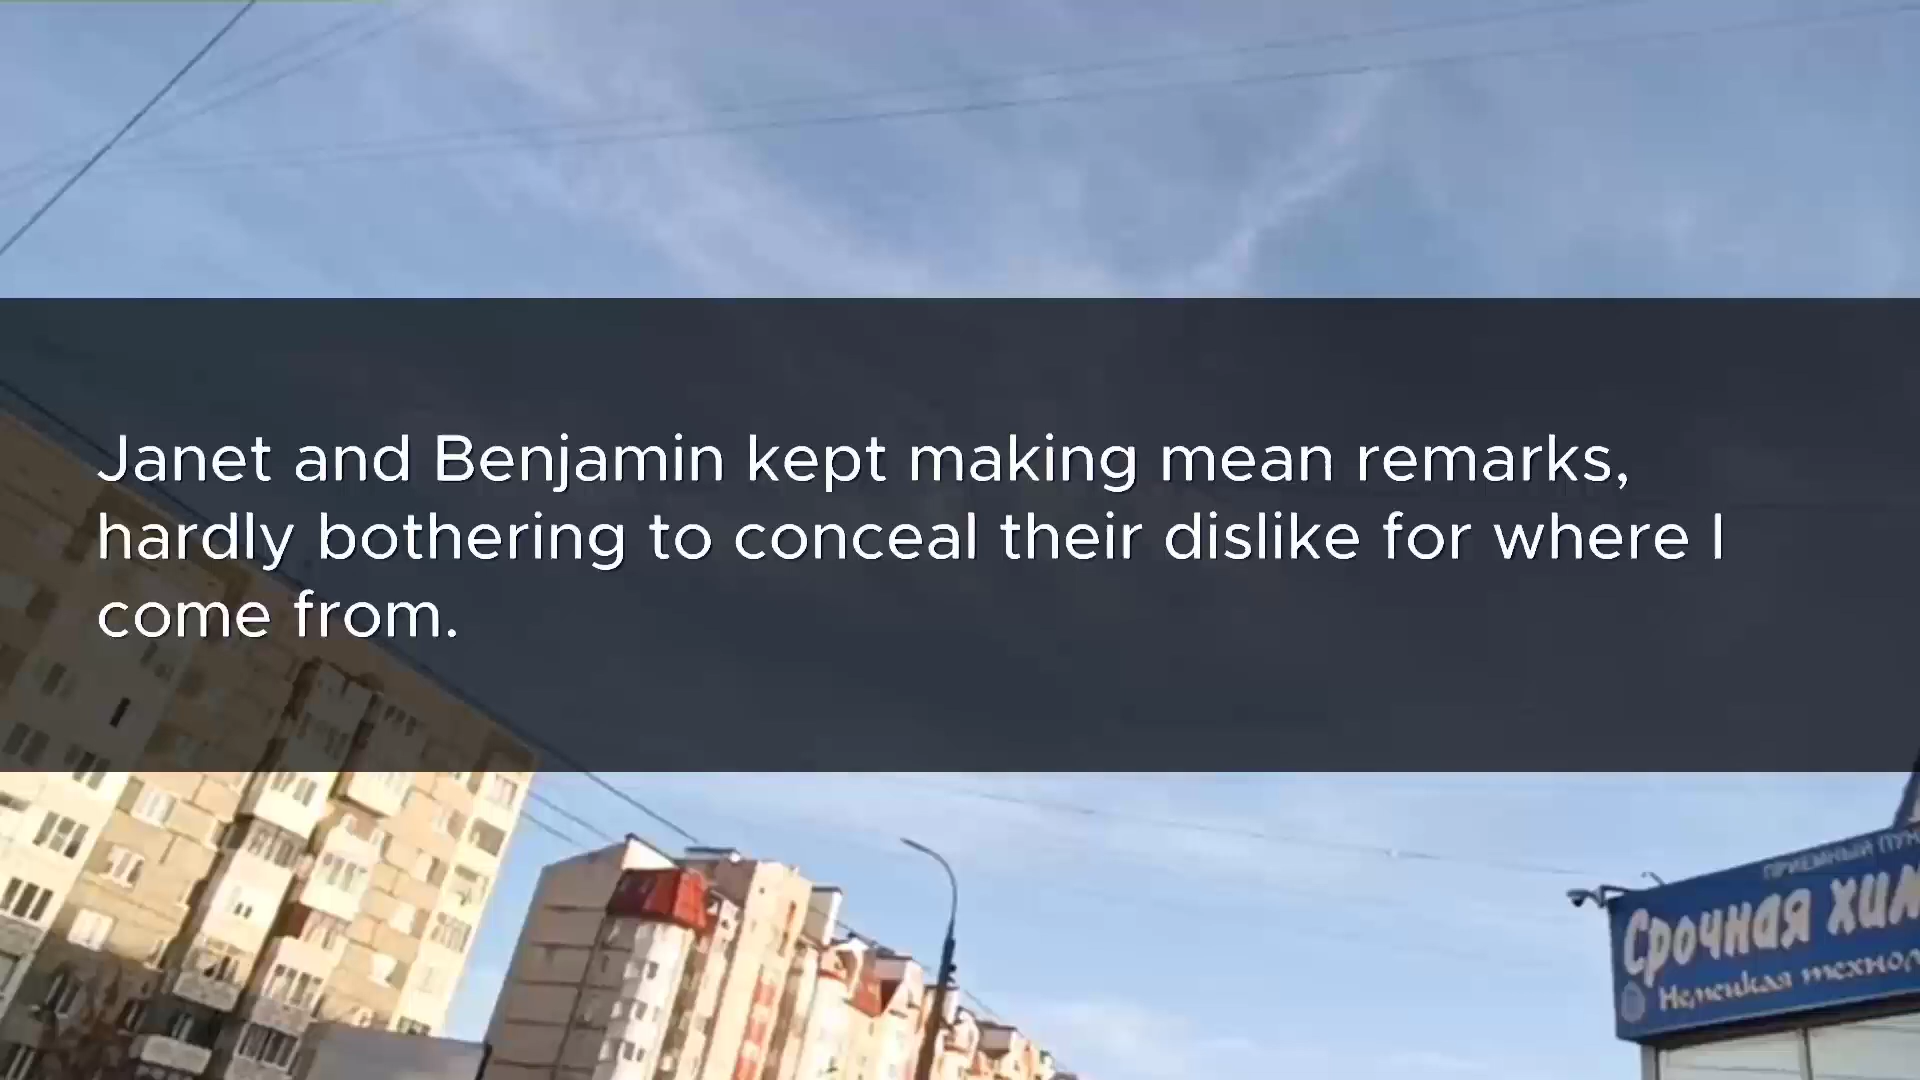 Janet and Benjamin kept making mean remarks,
hardly bothering to conceal their dislike for where I
come from.
Срочная
Немецкая